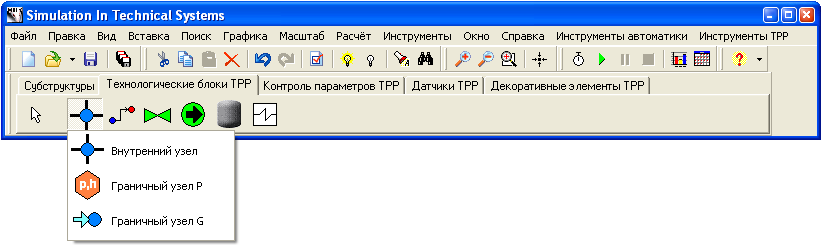 Simulation In Technical Systems
Файл Правка Вид Вставка Поиск Графика Масштаб Расчёт Инструменты Окно Справка Инструменты автоматики Инструменты ТРР
?
Субструктуры Технологические блоки ТРР Контроль параметров ТРР Датчики ТРР Декоративные элементы ТРР
Внутренний узел
p,h Граничный узел P
Граничный узел G